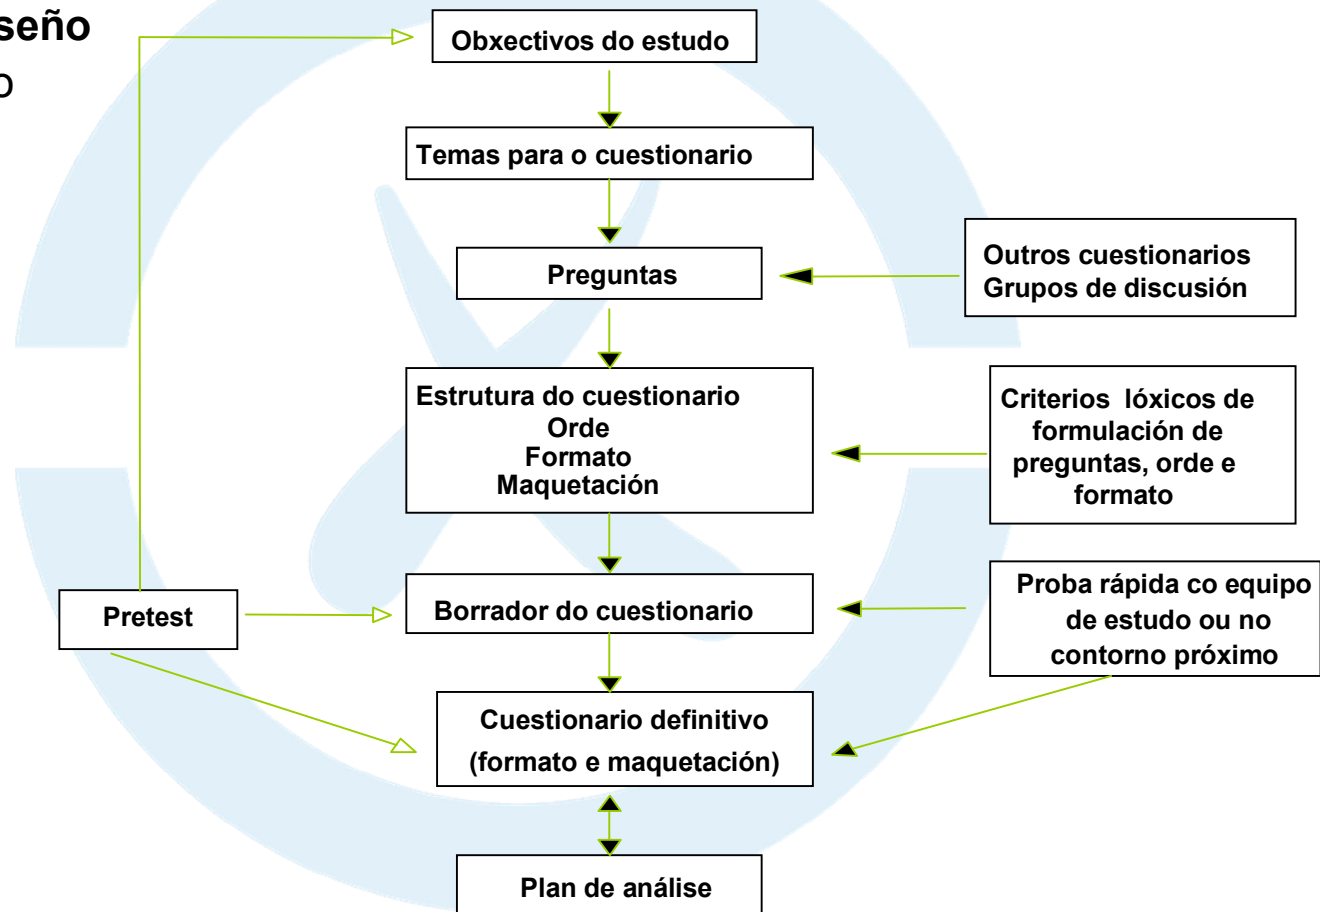 seño
o
Obxectivos do estudo
Temas para o cuestionario
Preguntas
Outros cuestionarios
Grupos de discusión
Estrutura do cuestionario
Orde
Formato
Maquetación
Criterios lóxicos de
formulación de
preguntas, orde e
formato
Pretest
Borrador do cuestionario
Proba rápida co equipo
de estudo ou no
contorno próximo
Cuestionario definitivo
(formato e maquetación)
Plan de análise